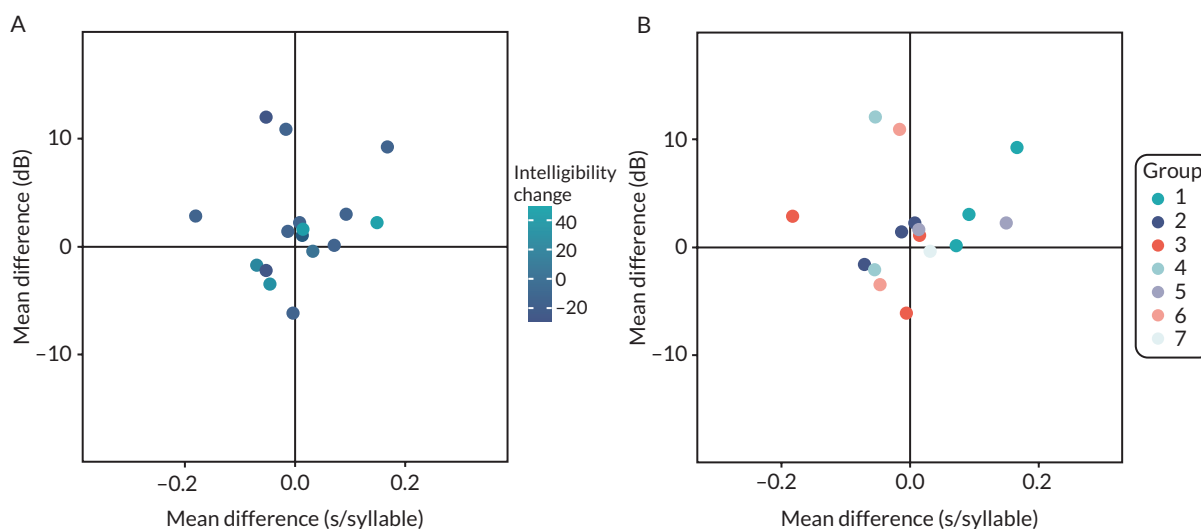 A
Mean difference (dB)
10
0
−10
−0.2
0.0
0.2
Mean difference (s/syllable)
Intelligibility
change
40
20
0
−20
B
Mean difference (dB)
10
0
−10
−0.2
0.0
0.2
Mean difference (s/syllable)
Group
1
2
3
4
5
6
7